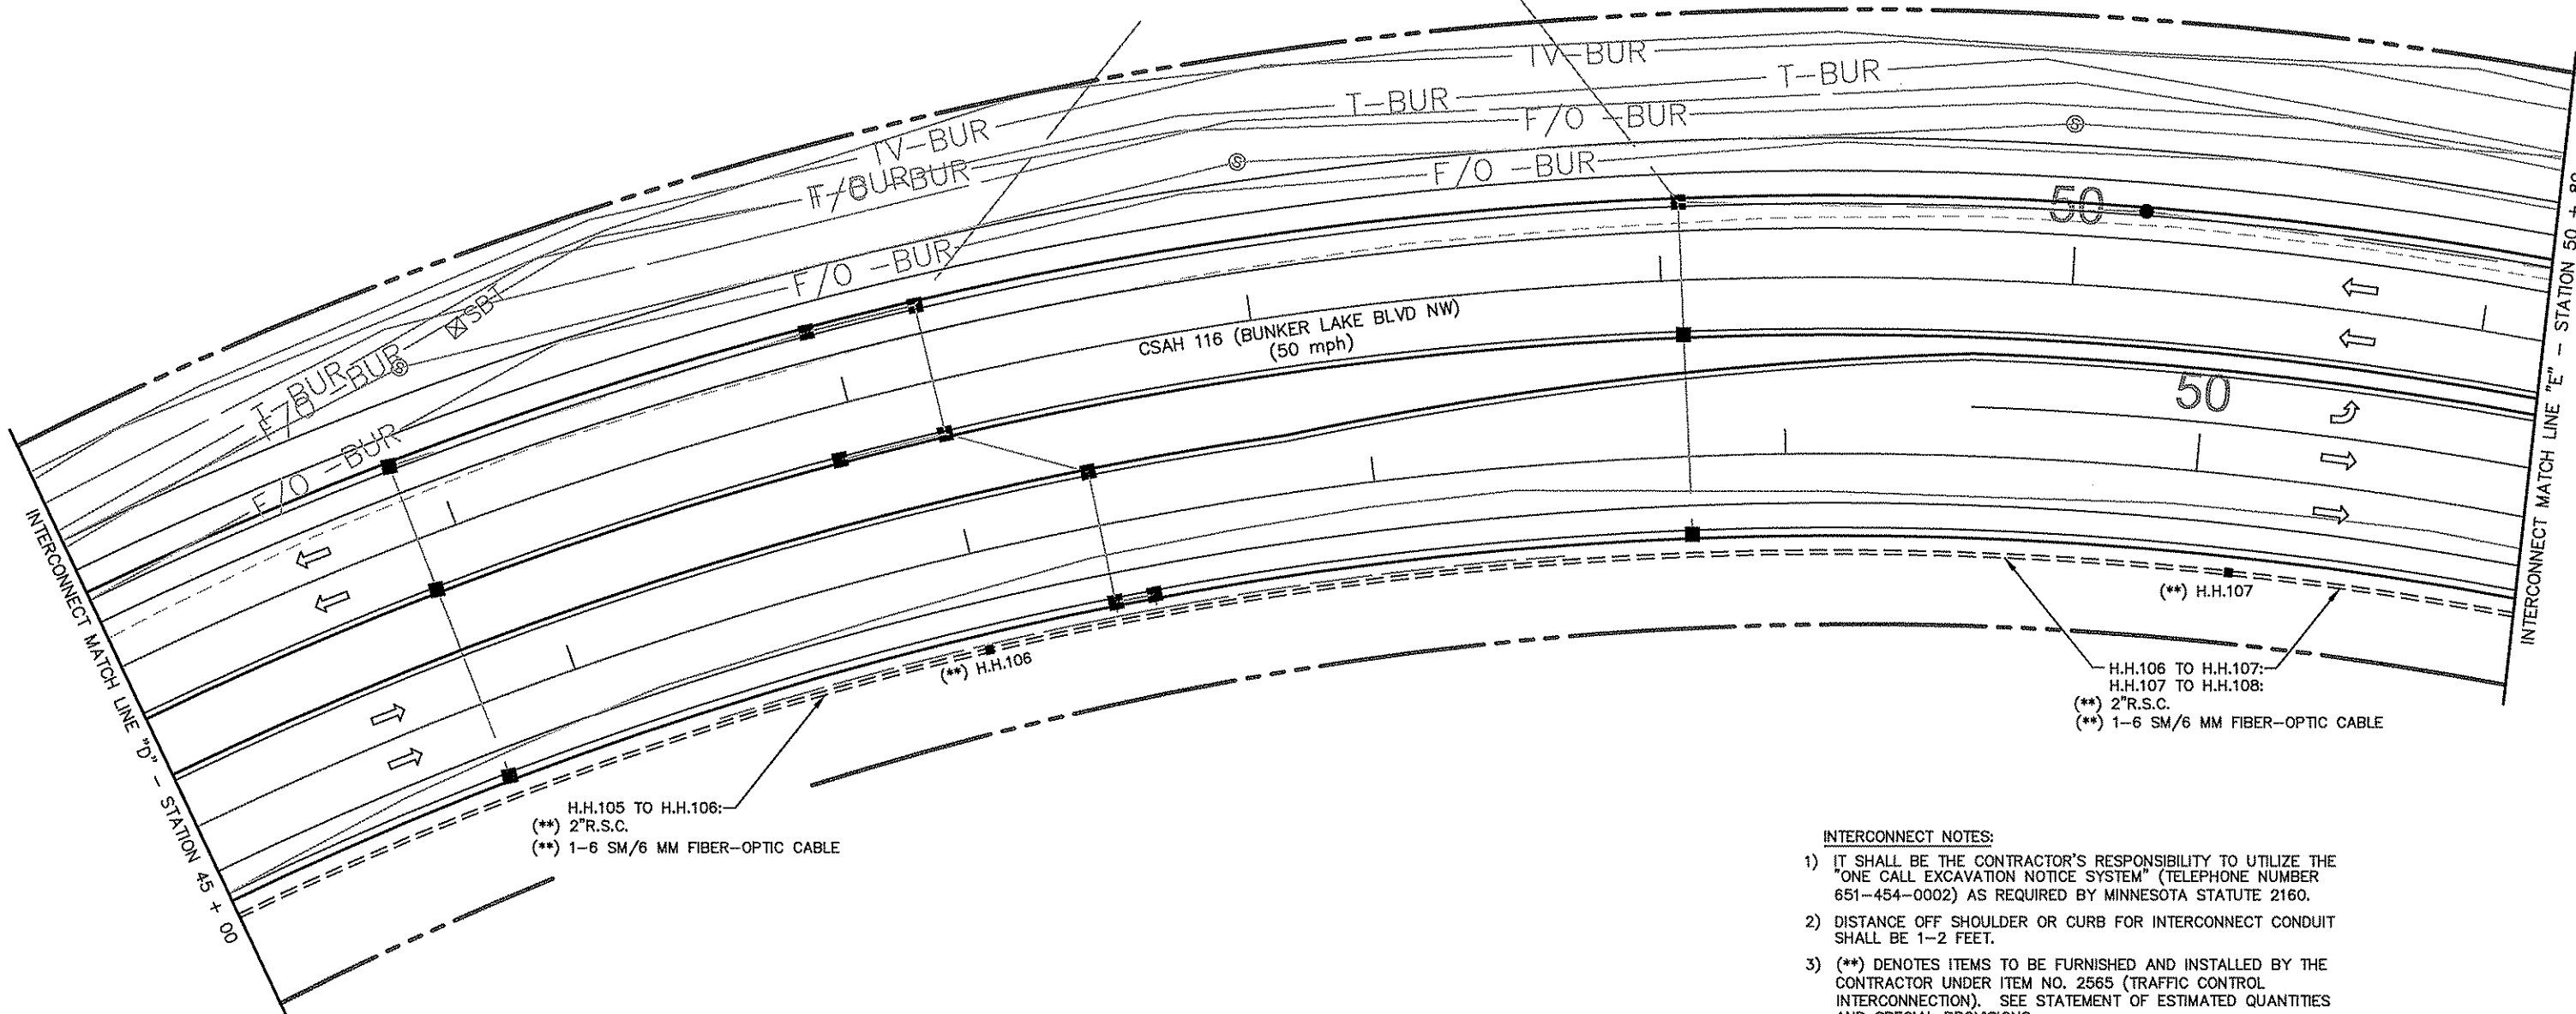 TV-BUR
T-BUR
T-BUR
F/O -BUR
TV-BUR
F/O -BUR
F/O -BUR
50
SBT
CSAH 116 (BUNKER LAKE BLVD NW)
(50 mph)
50
T-BUR
F/O -BUR
INTERCONNECT MATCH LINE "D" - STATION 45 + 00
INTERCONNECT MATCH LINE "E" - STATION 50 + 80
(**) H.H.107
(**) H.H.106
H.H.106 TO H.H.107:
H.H.107 TO H.H.108:
(**) 2"R.S.C.
(**) 1-6 SM/6 MM FIBER-OPTIC CABLE
H.H.105 TO H.H.106:
(**) 2"R.S.C.
(**) 1-6 SM/6 MM FIBER-OPTIC CABLE
INTERCONNECT NOTES:
1) IT SHALL BE THE CONTRACTOR'S RESPONSIBILITY TO UTILIZE THE
"ONE CALL EXCAVATION NOTICE SYSTEM" (TELEPHONE NUMBER
651-454-0002) AS REQUIRED BY MINNESOTA STATUTE 216D.
2) DISTANCE OFF SHOULDER OR CURB FOR INTERCONNECT CONDUIT
SHALL BE 1-2 FEET.
3) (**) DENOTES ITEMS TO BE FURNISHED AND INSTALLED BY THE
CONTRACTOR UNDER ITEM NO. 2565 (TRAFFIC CONTROL
INTERCONNECTION). SEE STATEMENT OF ESTIMATED QUANTITIES